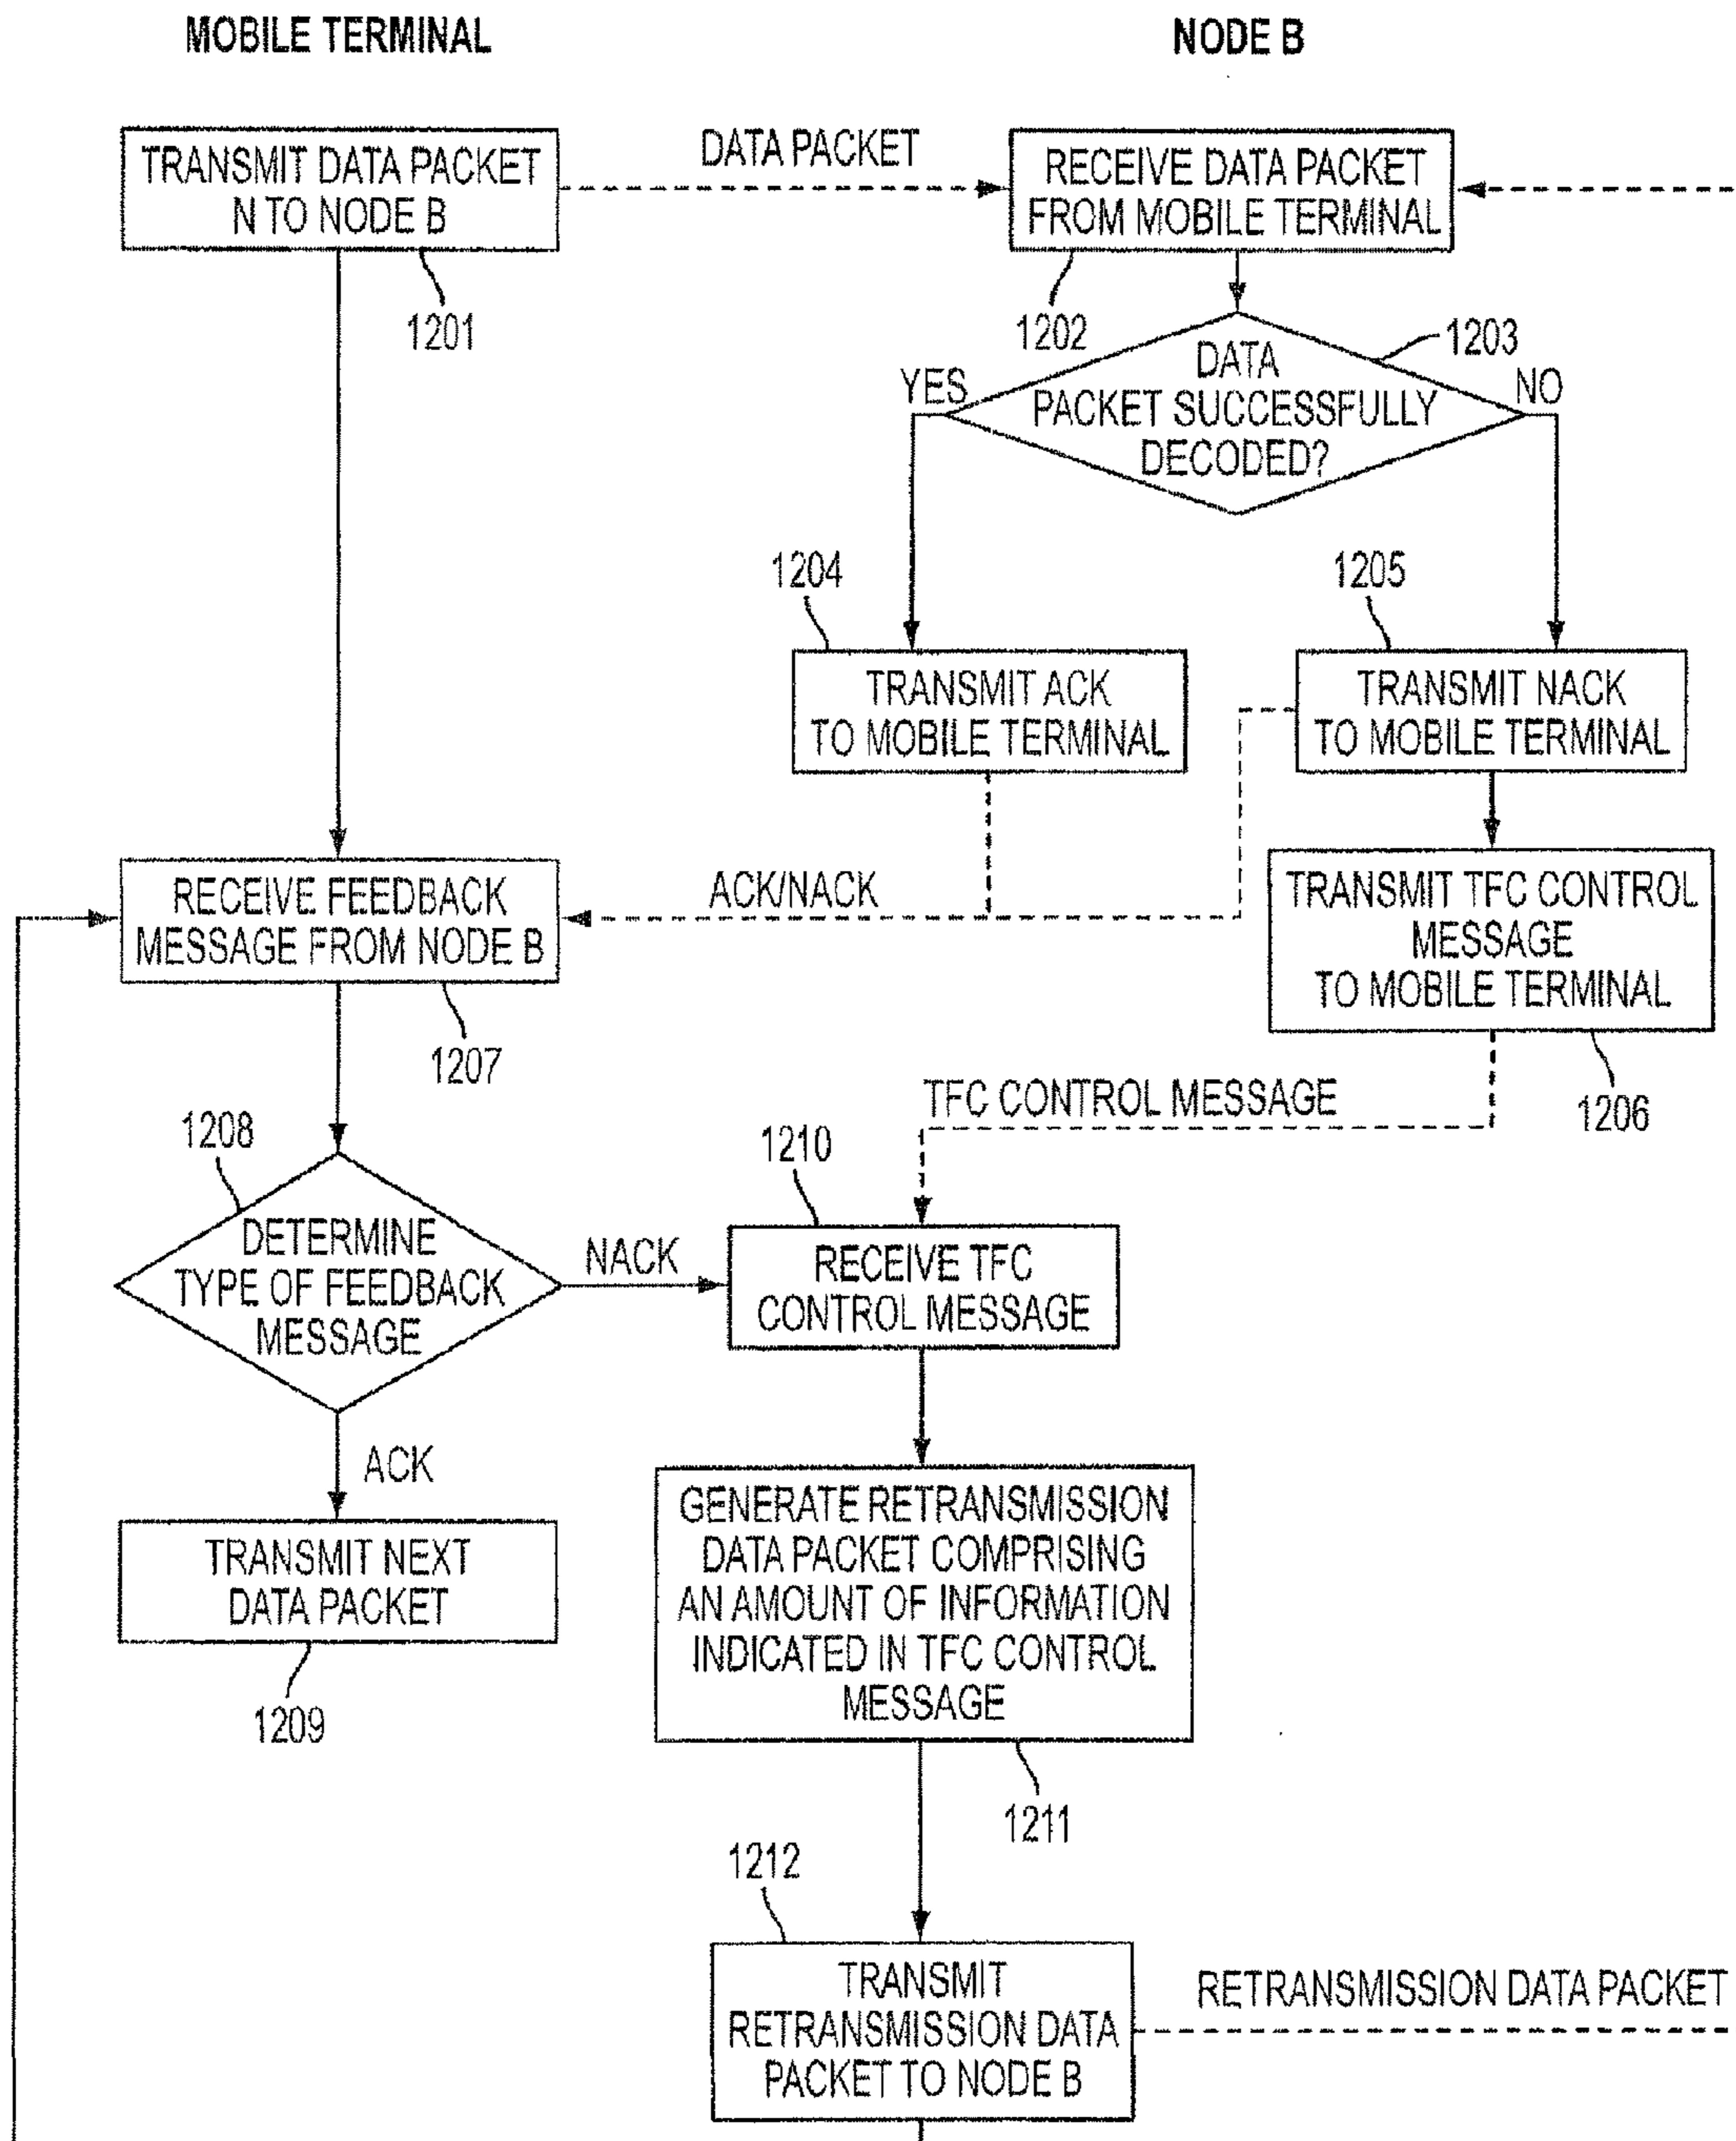 MOBILE TERMINAL
NODE B
TRANSMIT DATA PACKET
N TO NODE B
1201
DATA PACKET
RECEIVE DATA PACKET
FROM MOBILE TERMINAL
1202
1203
DATA
PACKET SUCCESSFULLY
DECODED?
YES
NO
1204
TRANSMIT ACK
TO MOBILE TERMINAL
1205
TRANSMIT NACK
TO MOBILE TERMINAL
ACK/NACK
RECEIVE FEEDBACK
MESSAGE FROM NODE B
1207
TRANSMIT TFC CONTROL
MESSAGE
TO MOBILE TERMINAL
1206
TFC CONTROL MESSAGE
1208
DETERMINE
TYPE OF FEEDBACK
MESSAGE
NACK
1210
RECEIVE TFC
CONTROL MESSAGE
ACK
TRANSMIT NEXT
DATA PACKET
1209
GENERATE RETRANSMISSION
DATA PACKET COMPRISING
AN AMOUNT OF INFORMATION
INDICATED IN TFC CONTROL
MESSAGE
1211
1212
TRANSMIT
RETRANSMISSION DATA
PACKET TO NODE B
RETRANSMISSION DATA PACKET